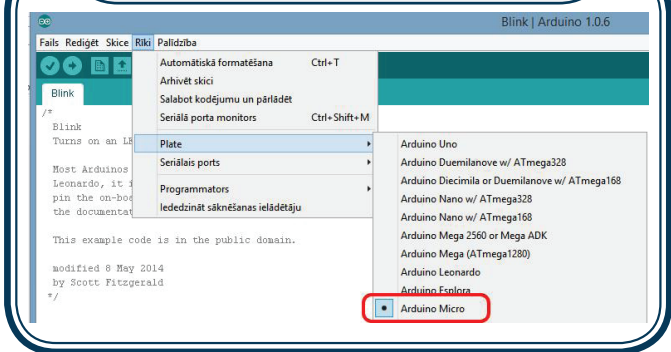 Blink | Arduino 1.0.6
Fails Rediģēt Skice Rīki Palīdzība
Automātiskā formatēšana Ctrl+T
Arhivēt skici
Salabot kodējumu un pārlādēt
Seriālā porta monitors Ctrl+Shift+M
Plate
Seriālais ports
Programmators
Iededzināt sāknēšanas ielādētāju
Blink
/*
Blink
Turns on an LE
Most Arduinos
Leonardo, it i
pin the on-boa
the documentat
This example code is in the public domain.
modified 8 May 2014
by Scott Fitzgerald
*/
Arduino Uno
Arduino Duemilanove w/ ATmega328
Arduino Diecimila or Duemilanove w/ ATmega168
Arduino Nano w/ ATmega328
Arduino Nano w/ ATmega168
Arduino Mega 2560 or Mega ADK
Arduino Mega (ATmega1280)
Arduino Leonardo
Arduino Esplora
Arduino Micro